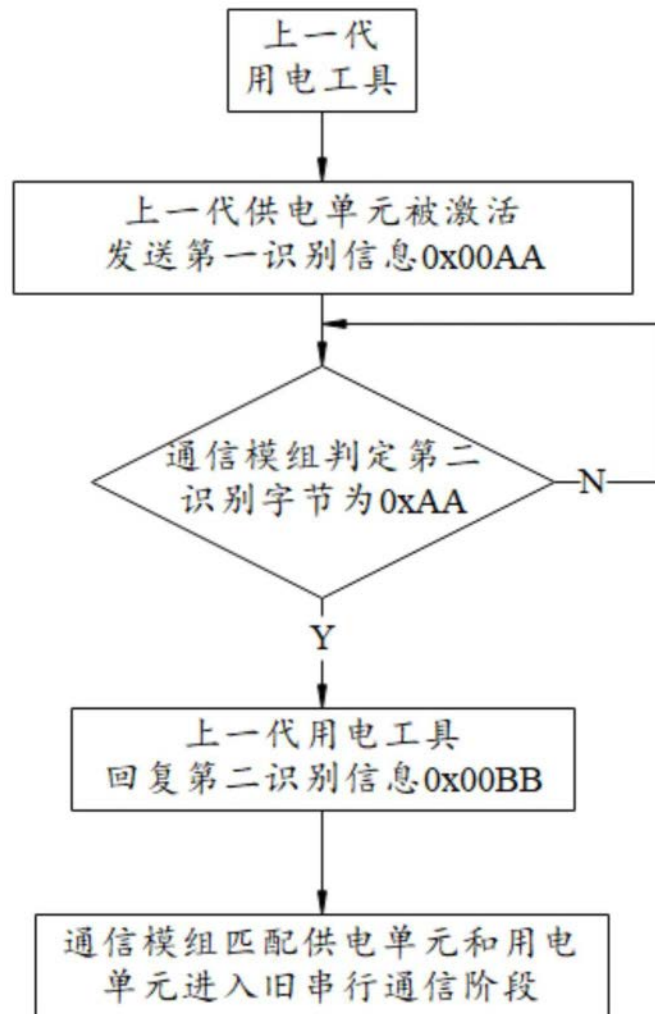 上一代
用电工具
上一代供电单元被激活
发送第一识别信息0x00AA
通信模组判定第二
识别字节为0xAA
N
Y
上一代用电工具
回复第二识别信息0x00BB
通信模组匹配供电单元和用电
单元进入旧串行通信阶段